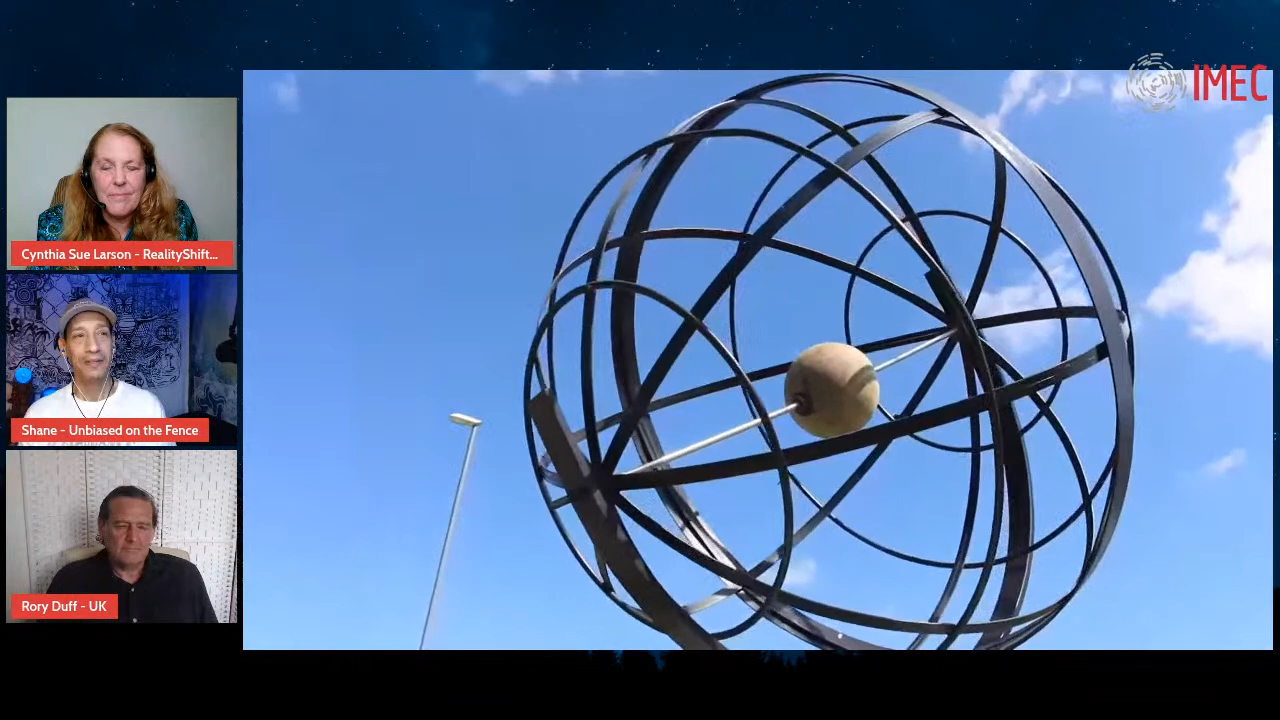 IMEC
Cynthia Sue Larson - RealityShift...
Shane - Unbiased on the Fence
Rory Duff - UK